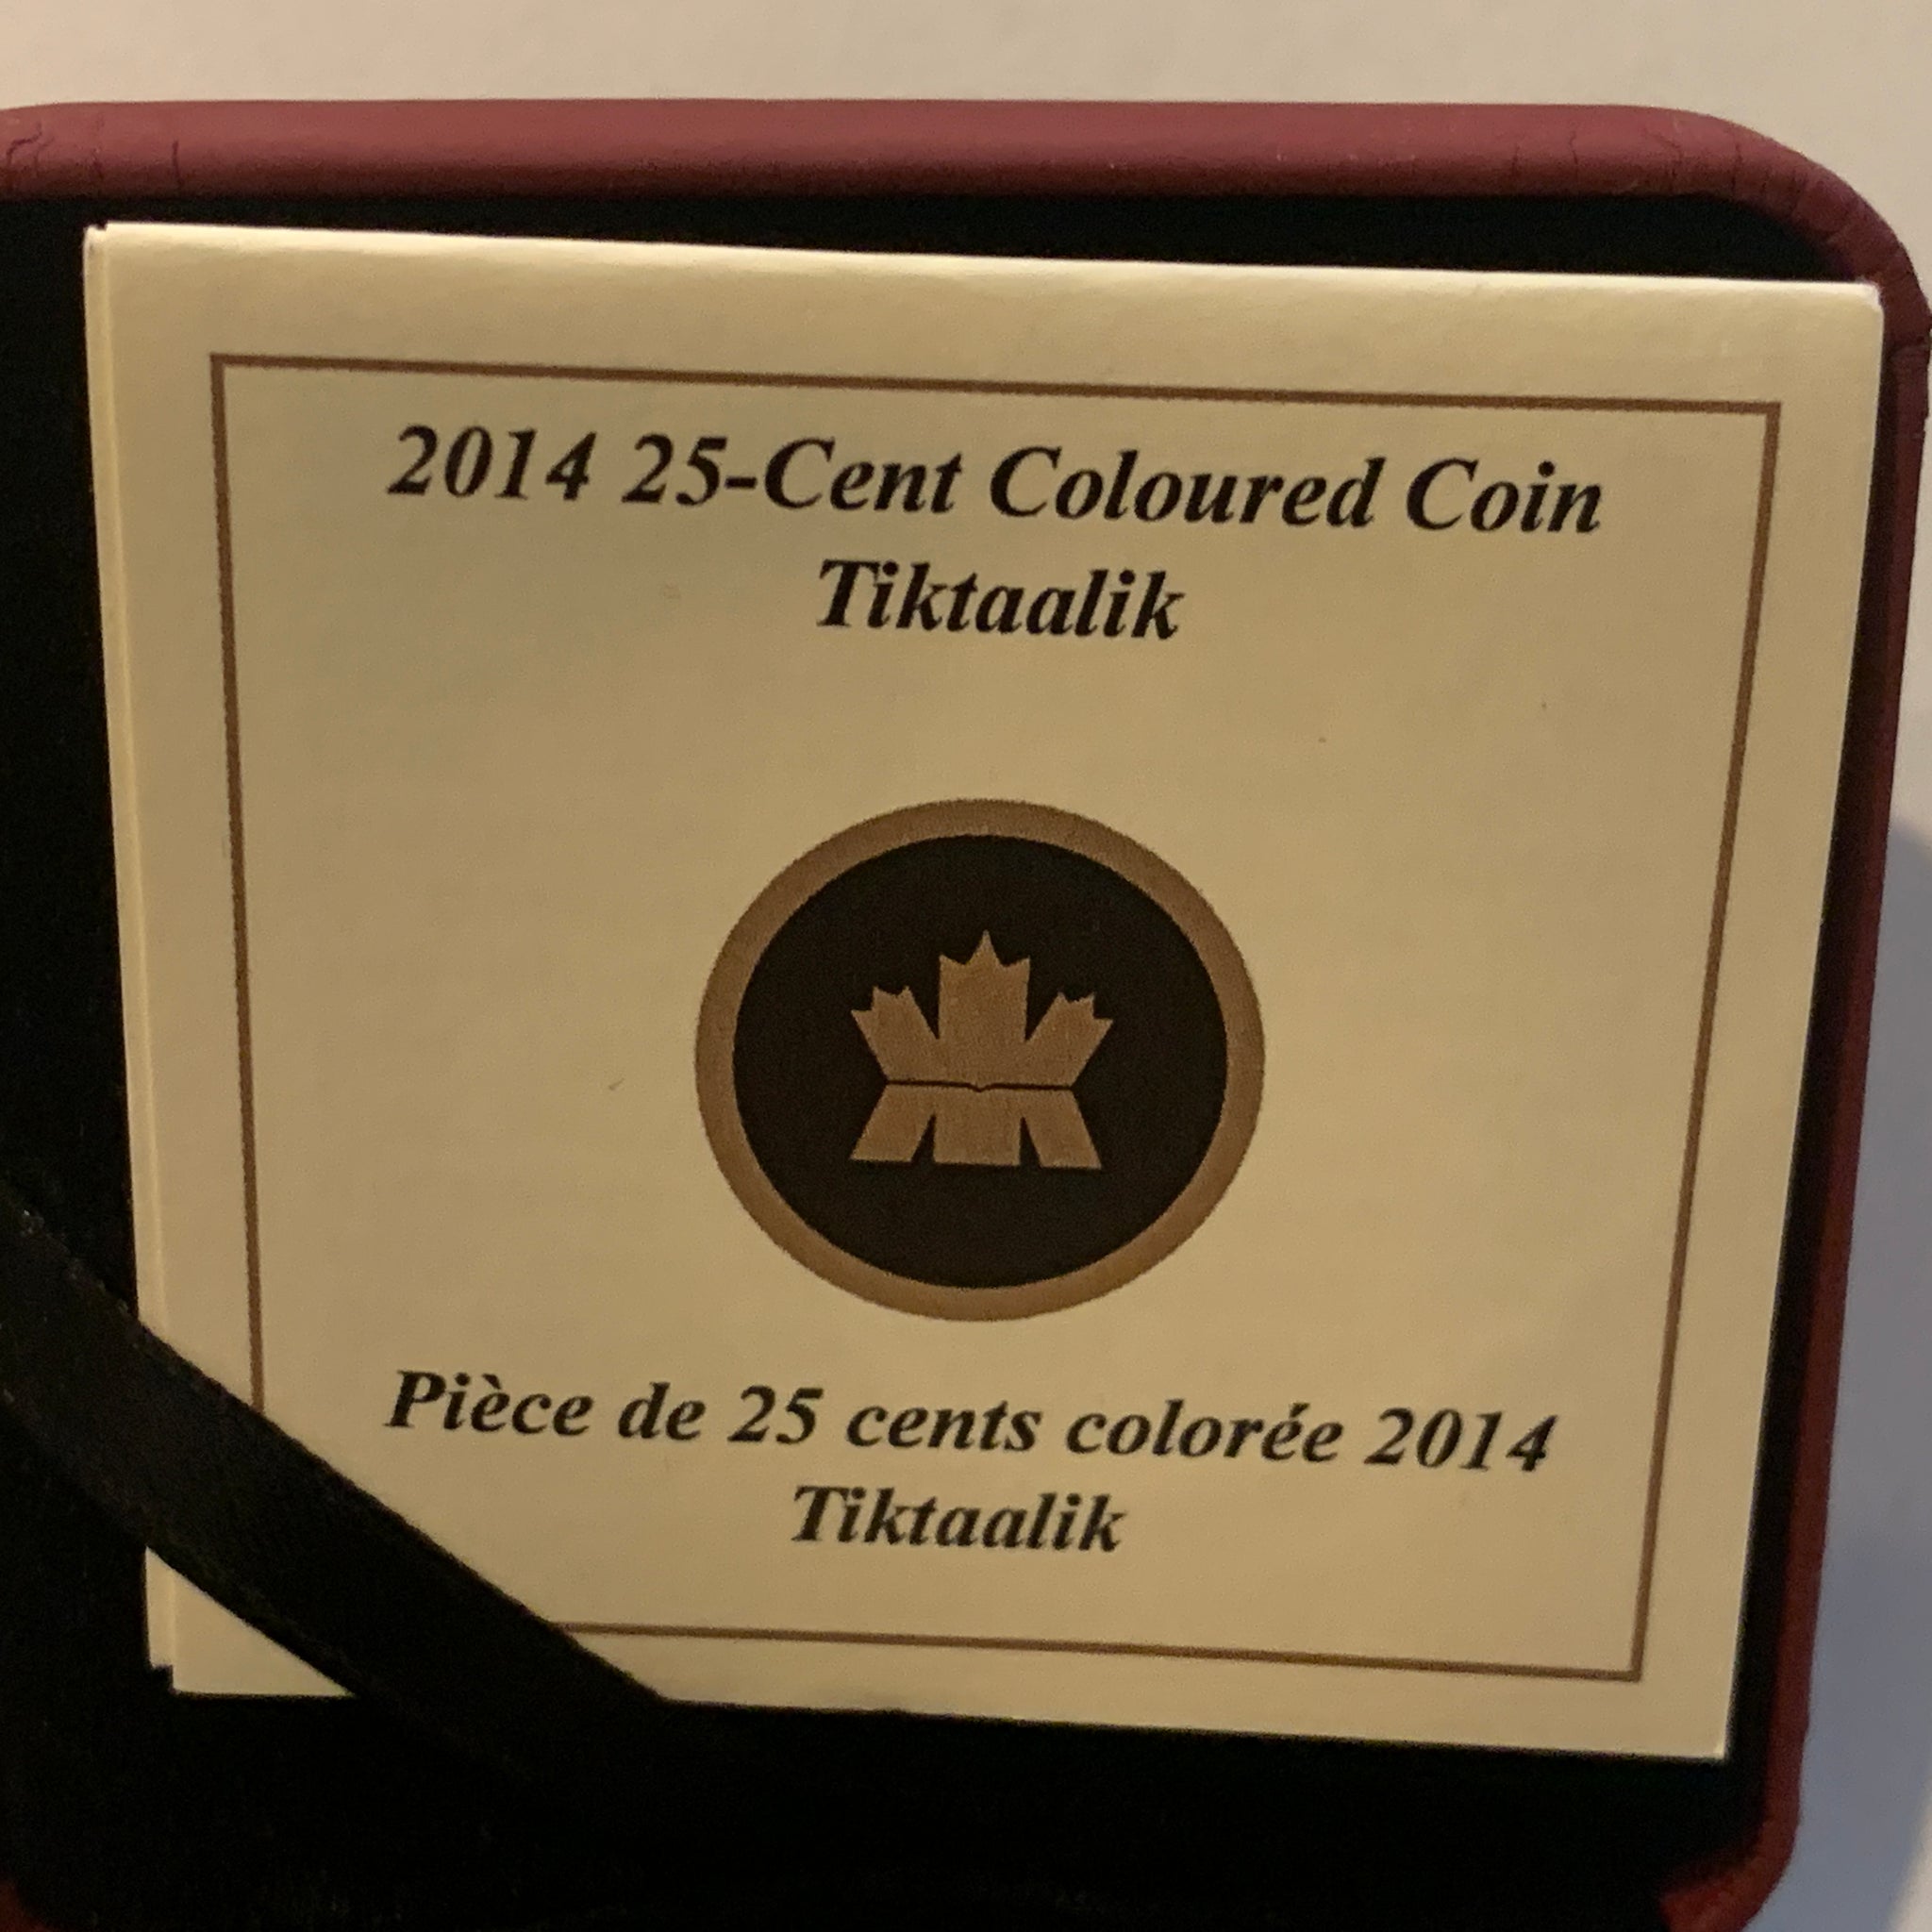 2014 25-Cent Coloured Coin
Tiktaalik
Pièce de 25 cents colorée 2014
Tiktaalik